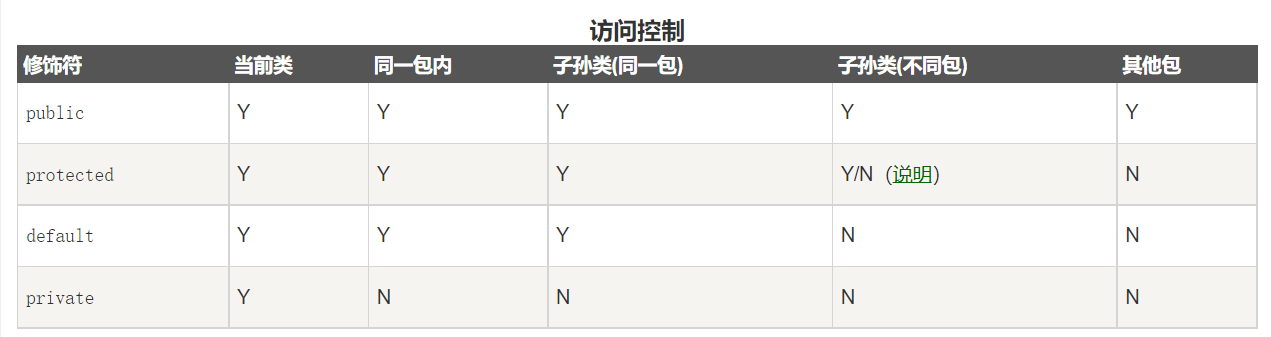 访问控制
修饰符 当前类 同一包内 子孙类(同一包) 子孙类(不同包) 其他包
public Y Y Y Y Y
protected Y Y Y Y/N（说明） N
default Y Y Y N N
private Y N N N N